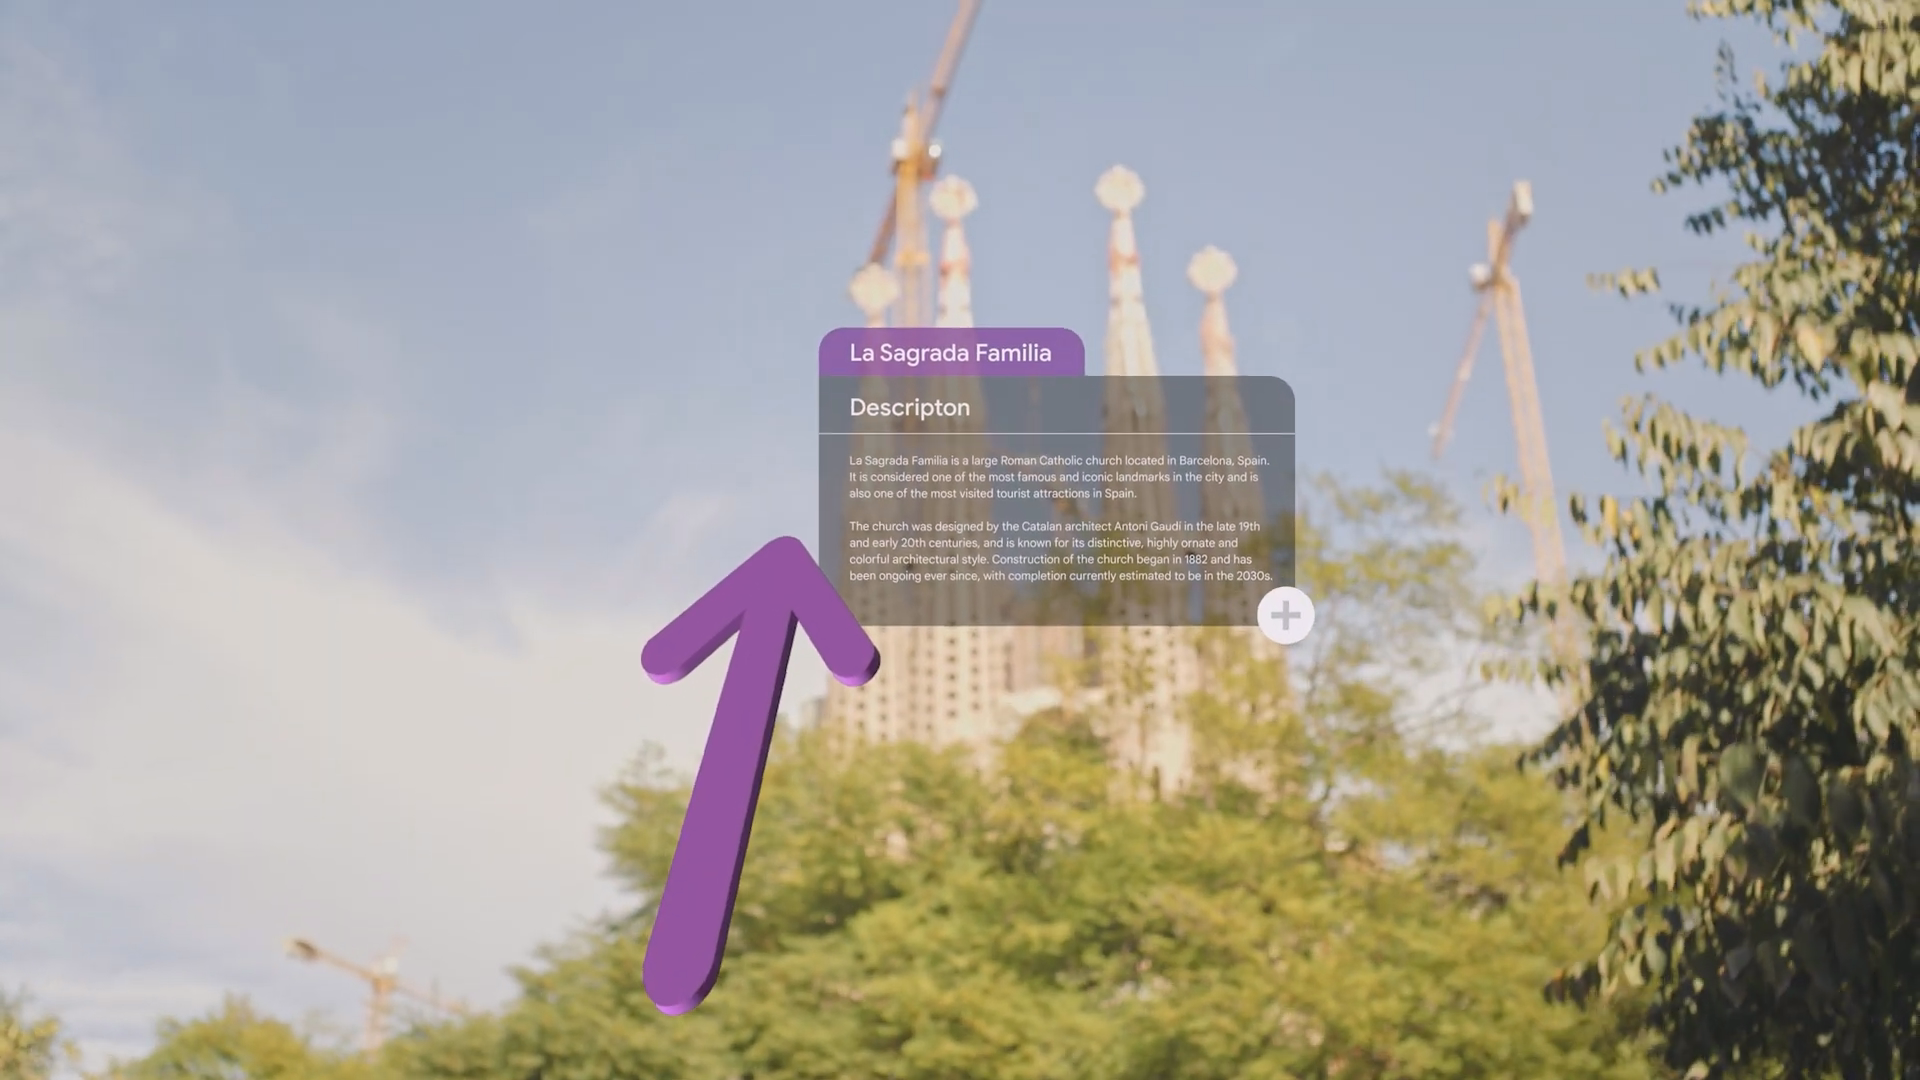 La Sagrada Familia
Descripton
La Sagrada Familia is a large Roman Catholic church located in Barcelona, Spain.
It is considered one of the most famous and iconic landmarks in the city and is
also one of the most visited tourist attractions in Spain.
The church was designed by the Catalan architect Antoni Gaudí in the late 19th
and early 20th centuries, and is known for its distinctive, highly ornate and
colorful architectural style. Construction of the church began in 1882 and has
been ongoing ever since, with completion currently estimated to be in the 2030s.